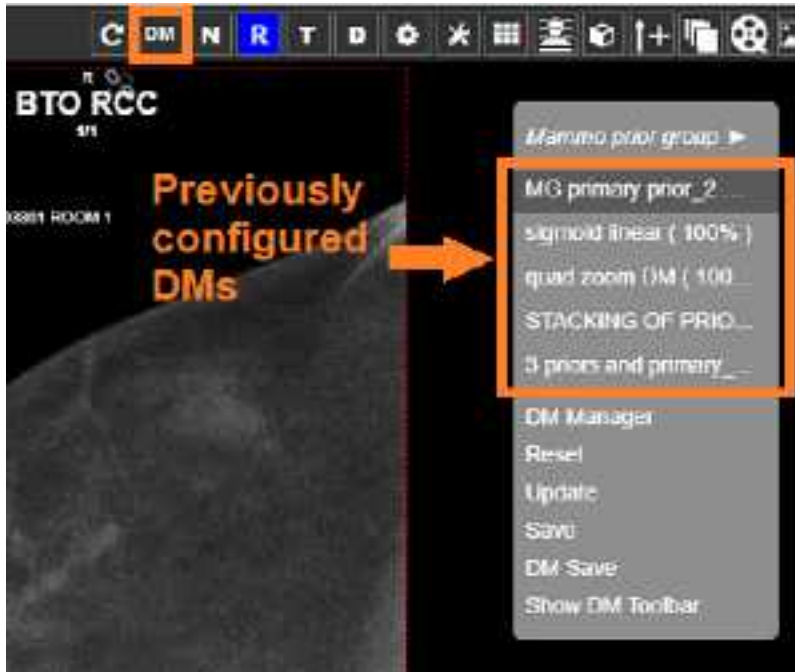 C DM N R T D
R
BTO RCC
1/1
ROOM 1
Previously
configured
DMs
Mammo prior group ►
MG primary prior_2 ...
sigmoid linear ( 100% )
quad zoom DM ( 100...
STACKING OF PRIO...
3 priors and primary_...
DM Manager
Reset
Update
Save
DM Save
Show DM Toolbar